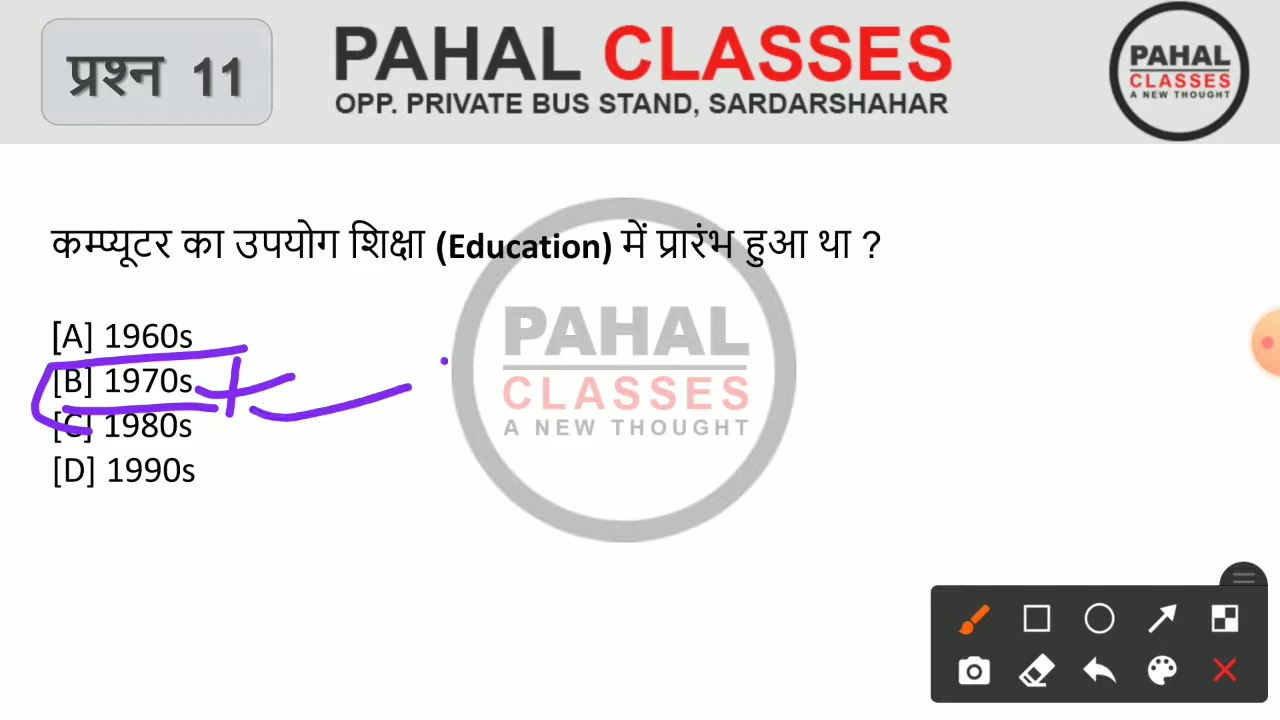 प्रश्न 11
PAHAL CLASSES
OPP. PRIVATE BUS STAND, SARDARSHAHAR
PAHAL
CLASSES
A NEW THOUGHT
कम्प्यूटर का उपयोग शिक्षा (Education) में प्रारंभ हुआ था ?
[A] 1960s
[B] 1970s
[C] 1980s
[D] 1990s
PAHAL
CLASSES
A NEW THOUGHT